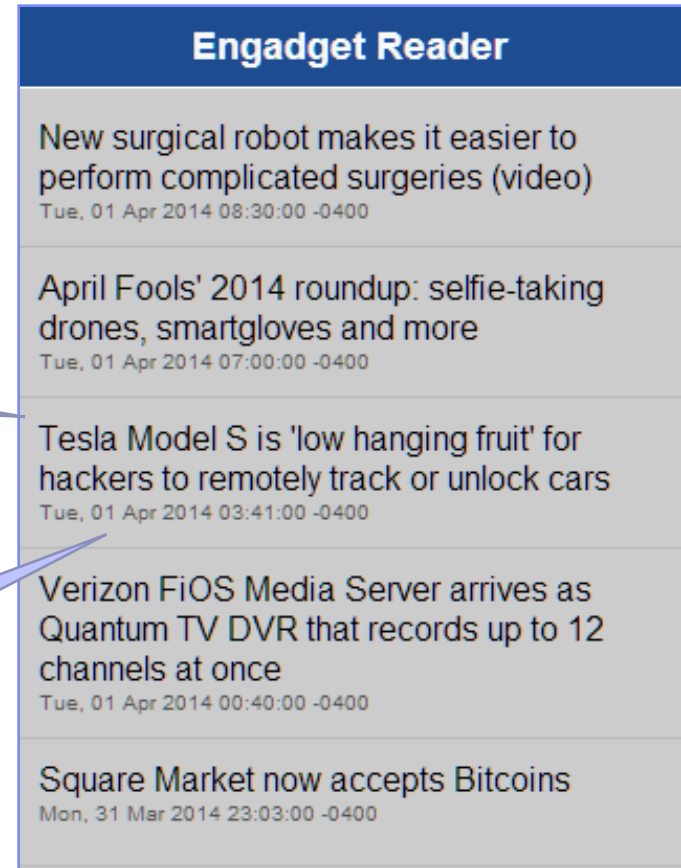 Engadget Reader
New surgical robot makes it easier to
perform complicated surgeries (video)
Tue, 01 Apr 2014 08:30:00 -0400
April Fools' 2014 roundup: selfie-taking
drones, smartgloves and more
Tue, 01 Apr 2014 07:00:00 -0400
Tesla Model S is 'low hanging fruit' for
hackers to remotely track or unlock cars
Tue, 01 Apr 2014 03:41:00 -0400
Verizon FiOS Media Server arrives as
Quantum TV DVR that records up to 12
channels at once
Tue, 01 Apr 2014 00:40:00 -0400
Square Market now accepts Bitcoins
Mon, 31 Mar 2014 23:03:00 -0400